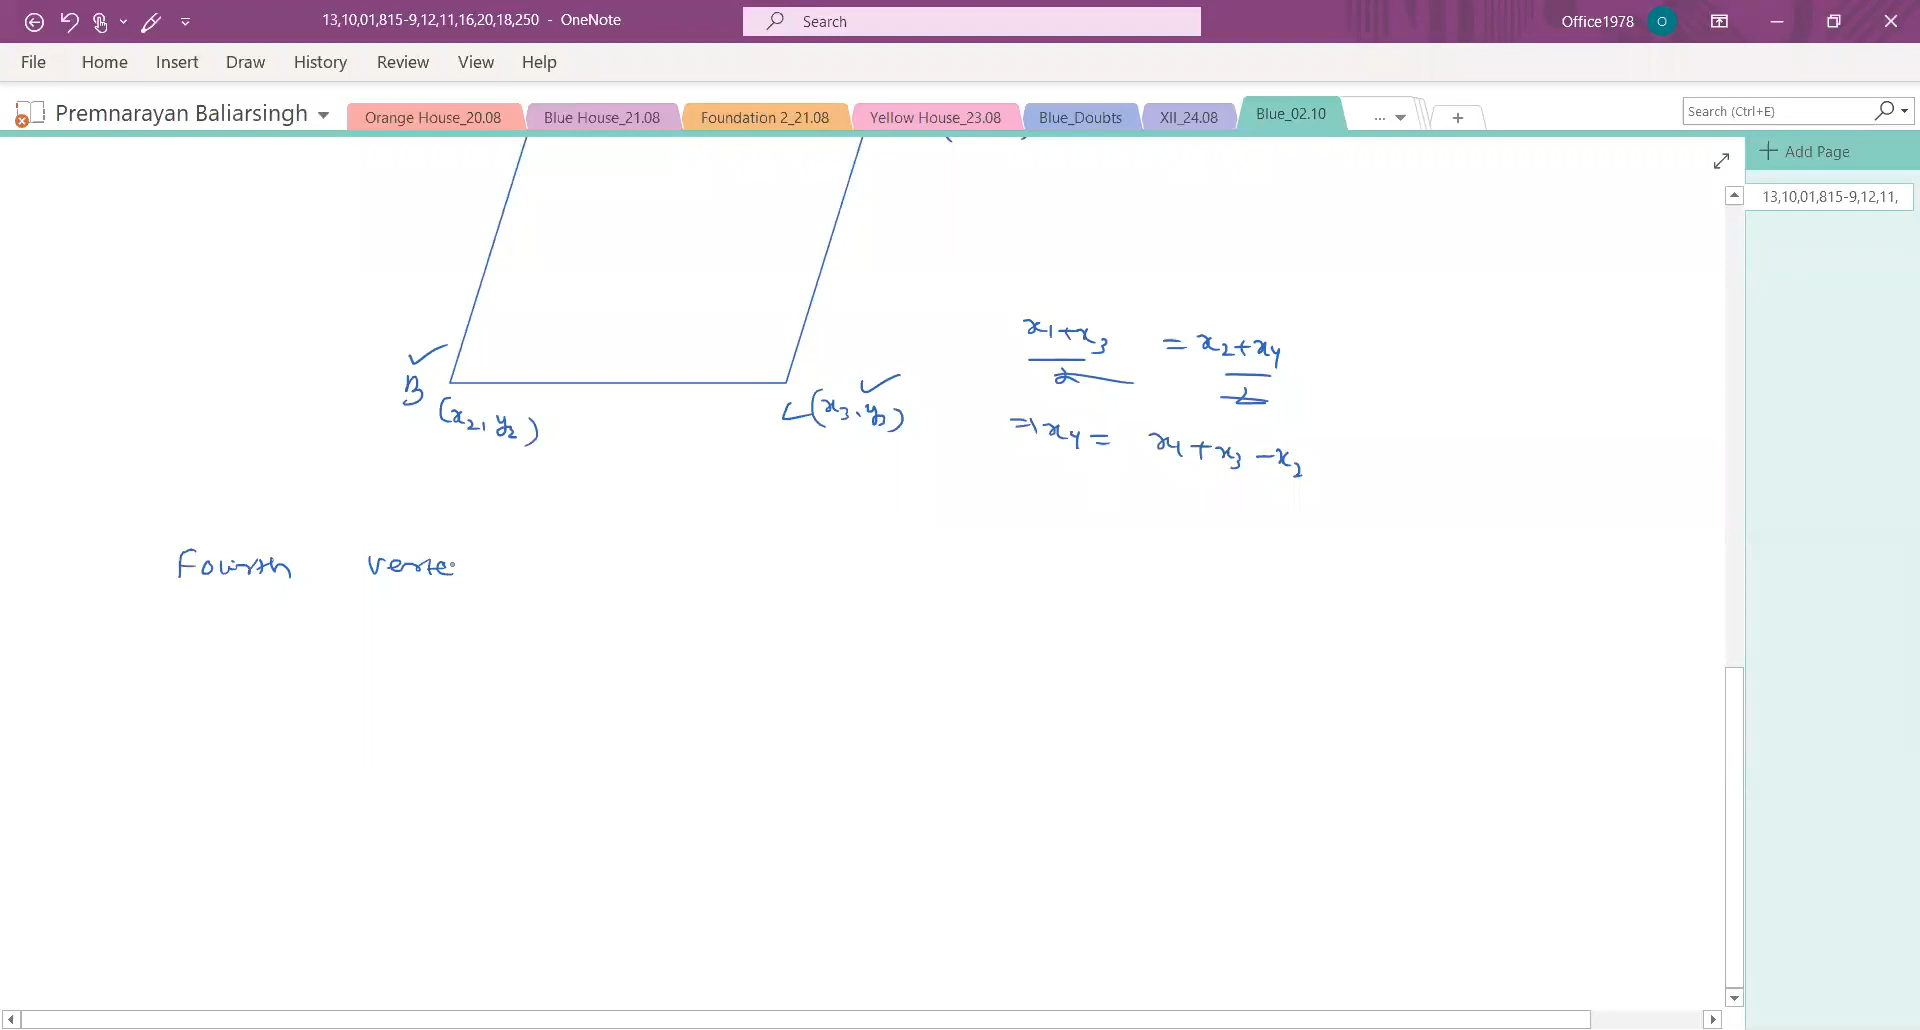 13,10,01,815-9,12,11,16,20,18,250 - OneNote
Search
Office1978
O
File Home Insert Draw History Review View Help
Premnarayan Baliarsingh
Orange House_20.08
Blue House_21.08
Foundation 2_21.08
Yellow House_23.08
Blue_Doubts
XII_24.08
Blue_02.10
...
+
Search (Ctrl+E)
+ Add Page
13,10,01,815-9,12,11,
x1+x3/2 = x2+x4/2
B
(x2, y2)
C(x3, y3)
⇒ x4 = x1+x3-x2
Fourth verte